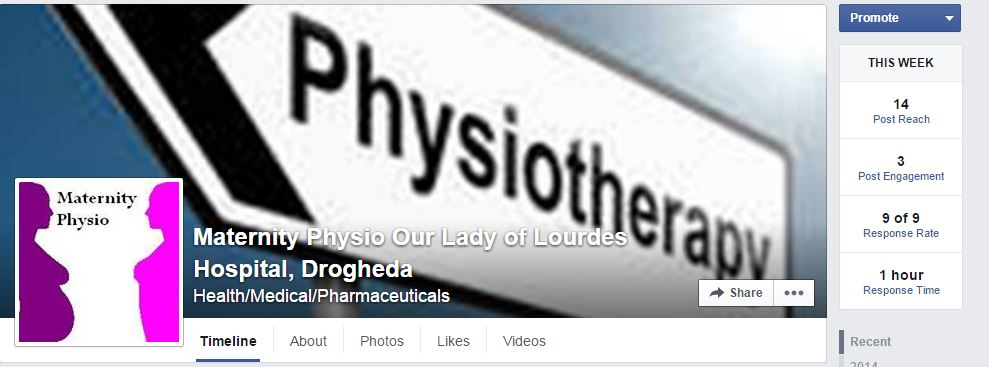 Physiotherapy
Maternity
Physio
Maternity Physio Our Lady of Lourdes
Hospital, Drogheda
Health/Medical/Pharmaceuticals
Share
Timeline
About
Photos
Likes
Videos
Promote
THIS WEEK
14
Post Reach
3
Post Engagement
9 of 9
Response Rate
1 hour
Response Time
Recent
2014